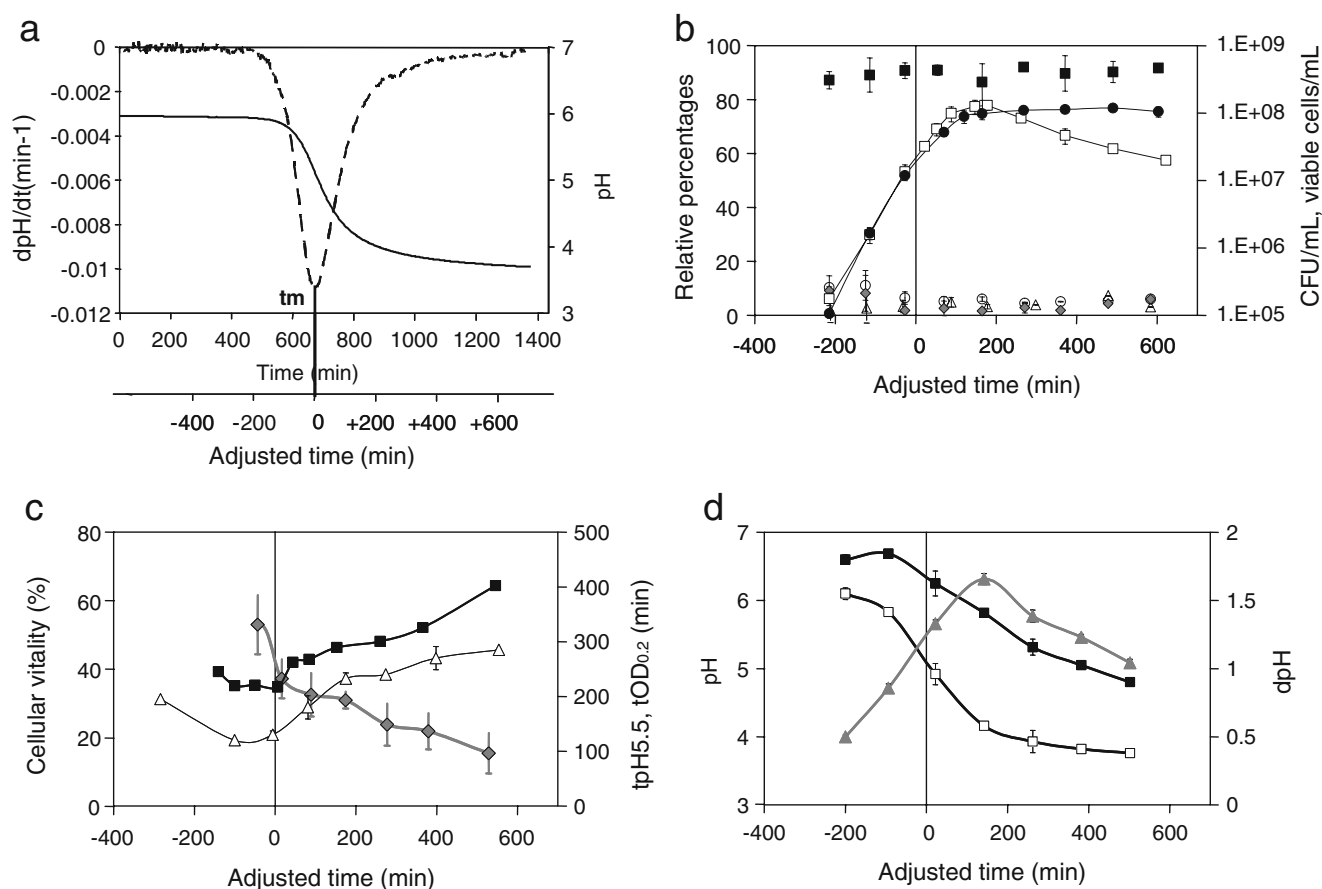 a
0
-0.002
-0.004
-0.006
-0.008
-0.01
-0.012
dpH/dt(min-1)
7
6
5
4
3
pH
tm
0 200 400 600 800 1000 1200 1400
Time (min)
-400 -200 0 +200 +400 +600
Adjusted time (min)
b
100
80
60
40
20
0
Relative percentages
1.E+09
1.E+08
1.E+07
1.E+06
1.E+05
CFU/mL, viable cells/mL
-400 -200 0 200 400 600
Adjusted time (min)
c
80
60
40
20
0
Cellular vitality (%)
500
400
300
200
100
0
tpH5.5, tOD0.2 (min)
-400 -200 0 200 400 600
Adjusted time (min)
d
7
6
5
4
3
pH
2
1.5
1
0.5
0
dpH
-400 -200 0 200 400 600
Adjusted time (min)